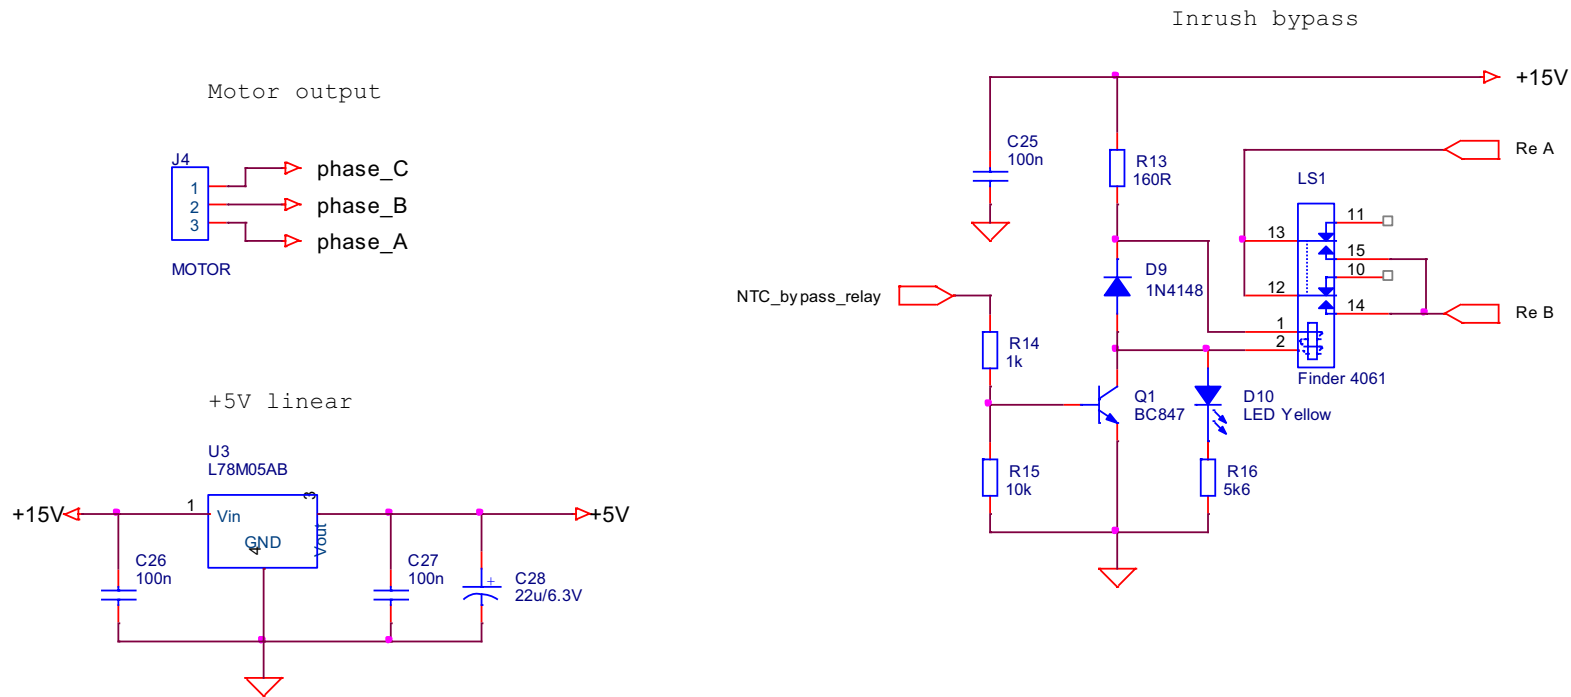 Inrush bypass
+15V
Motor output
J4
1
2
3
phase_C
phase_B
phase_A
MOTOR
C25
100n
R13
160R
Re A
LS1
11
13
15
10
12
14
1
2
Re B
Finder 4061
D9
1N4148
NTC_bypass_relay
R14
1k
Q1
BC847
D10
LED Yellow
R15
10k
R16
5k6
+5V linear
U3
L78M05AB
+15V
1
Vin
3
Vout
GND
4
+5V
C26
100n
C27
100n
+
C28
22u/6.3V